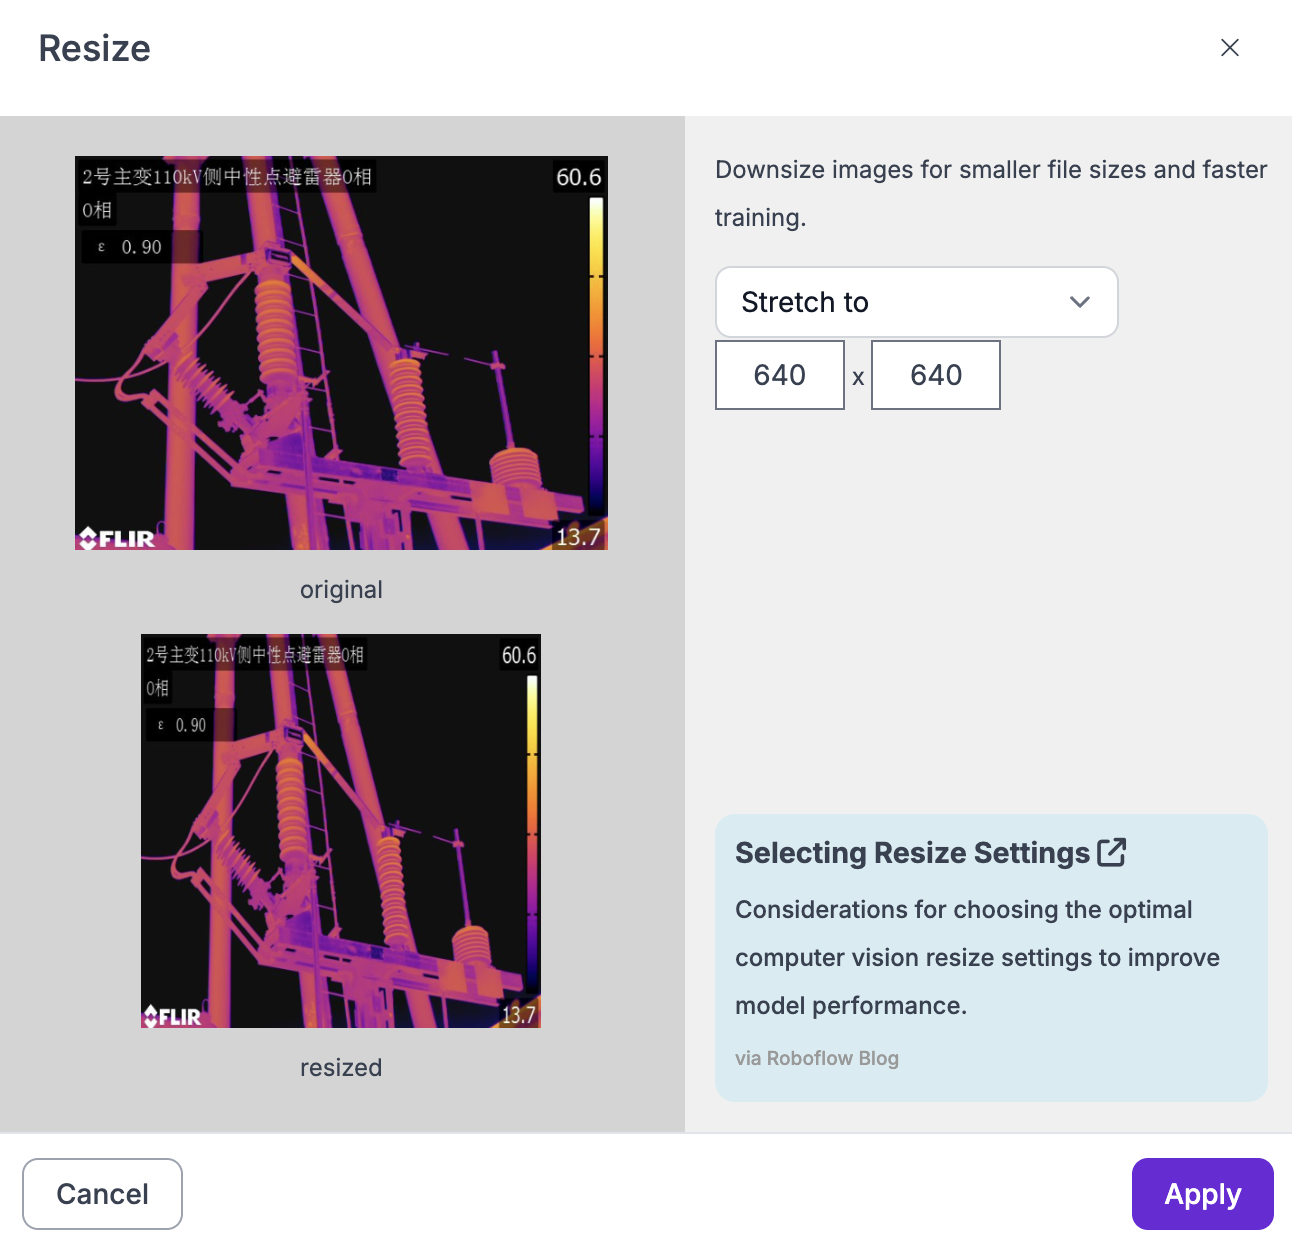 Resize
2号主变110kV侧中性点避雷器0相
60.6
0相
ε 0.90
FLIR
13.7
original
2号主变110kV侧中性点避雷器0相
60.6
0相
ε 0.90
FLIR
13.7
resized
Downsize images for smaller file sizes and faster
training.
Stretch to
640 x 640
Selecting Resize Settings
Considerations for choosing the optimal
computer vision resize settings to improve
model performance.
via Roboflow Blog
Cancel
Apply